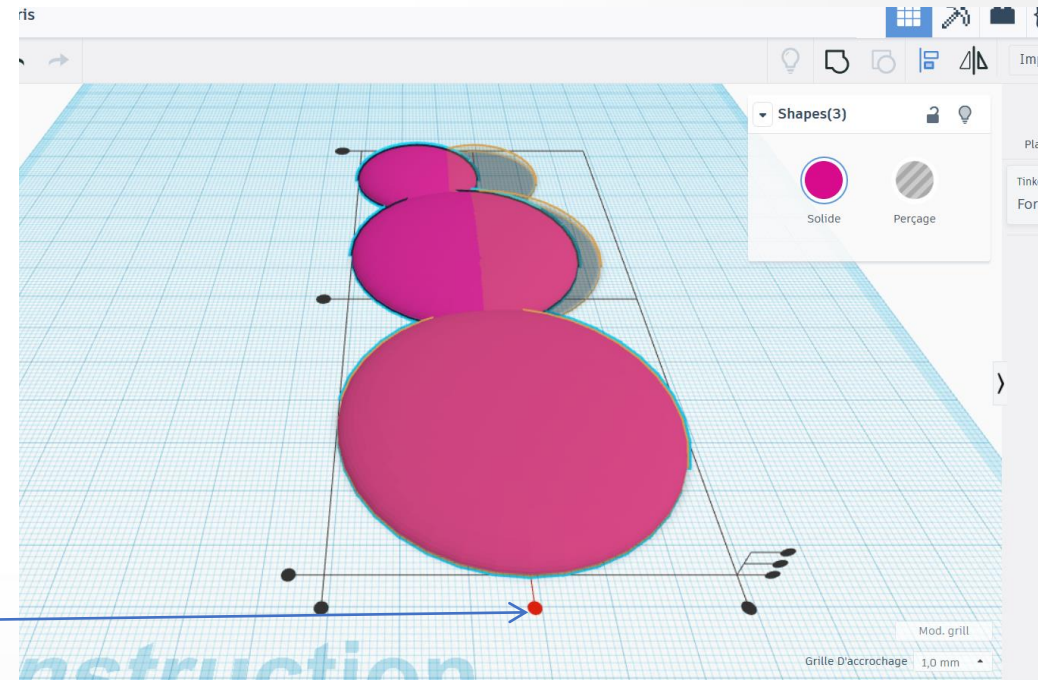 ris
Imp
Shapes(3)
Pla
Solide
Perçage
Tink
For
Mod. grill
Grille D'accrochage
1,0 mm
nstruction